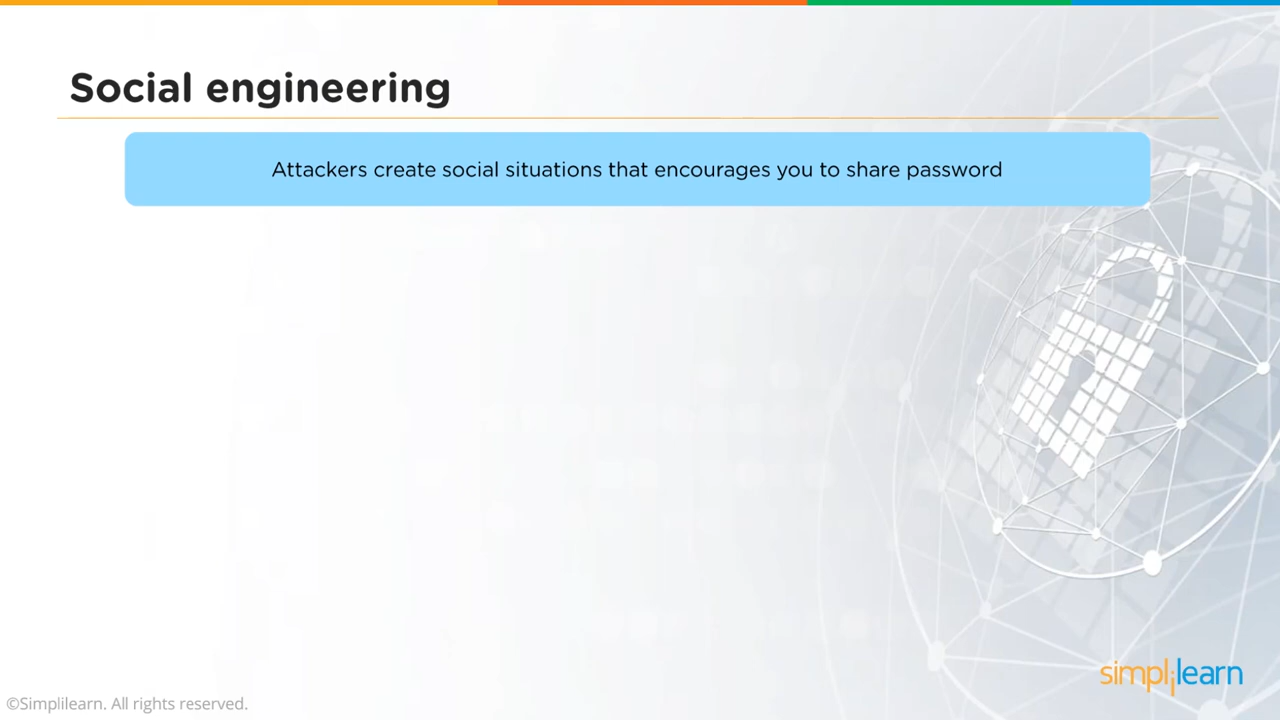 Social engineering
Attackers create social situations that encourages you to share password
simplilearn
©Simplilearn. All rights reserved.